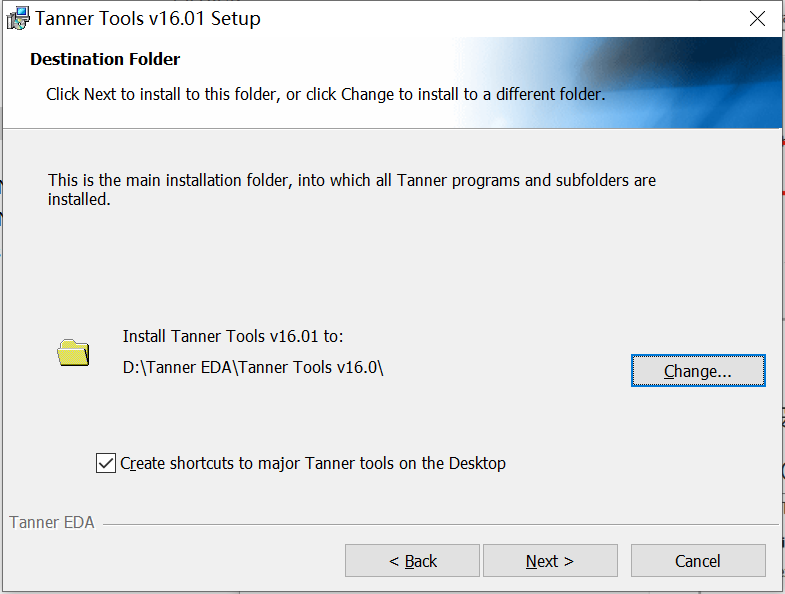 Tanner Tools v16.01 Setup
Destination Folder
Click Next to install to this folder, or click Change to install to a different folder.
This is the main installation folder, into which all Tanner programs and subfolders are
installed.
Install Tanner Tools v16.01 to:
D:\Tanner EDA\Tanner Tools v16.0\
Change...
Create shortcuts to major Tanner tools on the Desktop
Tanner EDA
< Back
Next >
Cancel